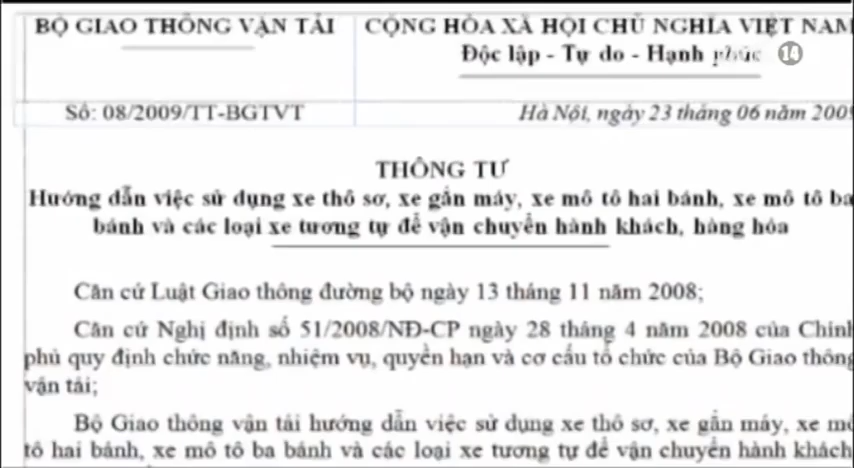 BỘ GIAO THÔNG VẬN TẢI
CỘNG HÒA XÃ HỘI CHỦ NGHĨA VIỆT NAM
Độc lập - Tự do - Hạnh phúc
14
Số: 08/2009/TT-BGTVT
Hà Nội, ngày 23 tháng 06 năm 2009
THÔNG TƯ
Hướng dẫn việc sử dụng xe thô sơ, xe gắn máy, xe mô tô hai bánh, xe mô tô ba
bánh và các loại xe tương tự để vận chuyển hành khách, hàng hóa
Căn cứ Luật Giao thông đường bộ ngày 13 tháng 11 năm 2008;
Căn cứ Nghị định số 51/2008/NĐ-CP ngày 28 tháng 4 năm 2008 của Chính
phủ quy định chức năng, nhiệm vụ, quyền hạn và cơ cấu tổ chức của Bộ Giao thông
vận tải;
Bộ Giao thông vận tải hướng dẫn việc sử dụng xe thô sơ, xe gắn máy, xe mô
tô hai bánh, xe mô tô ba bánh và các loại xe tương tự để vận chuyển hành khách